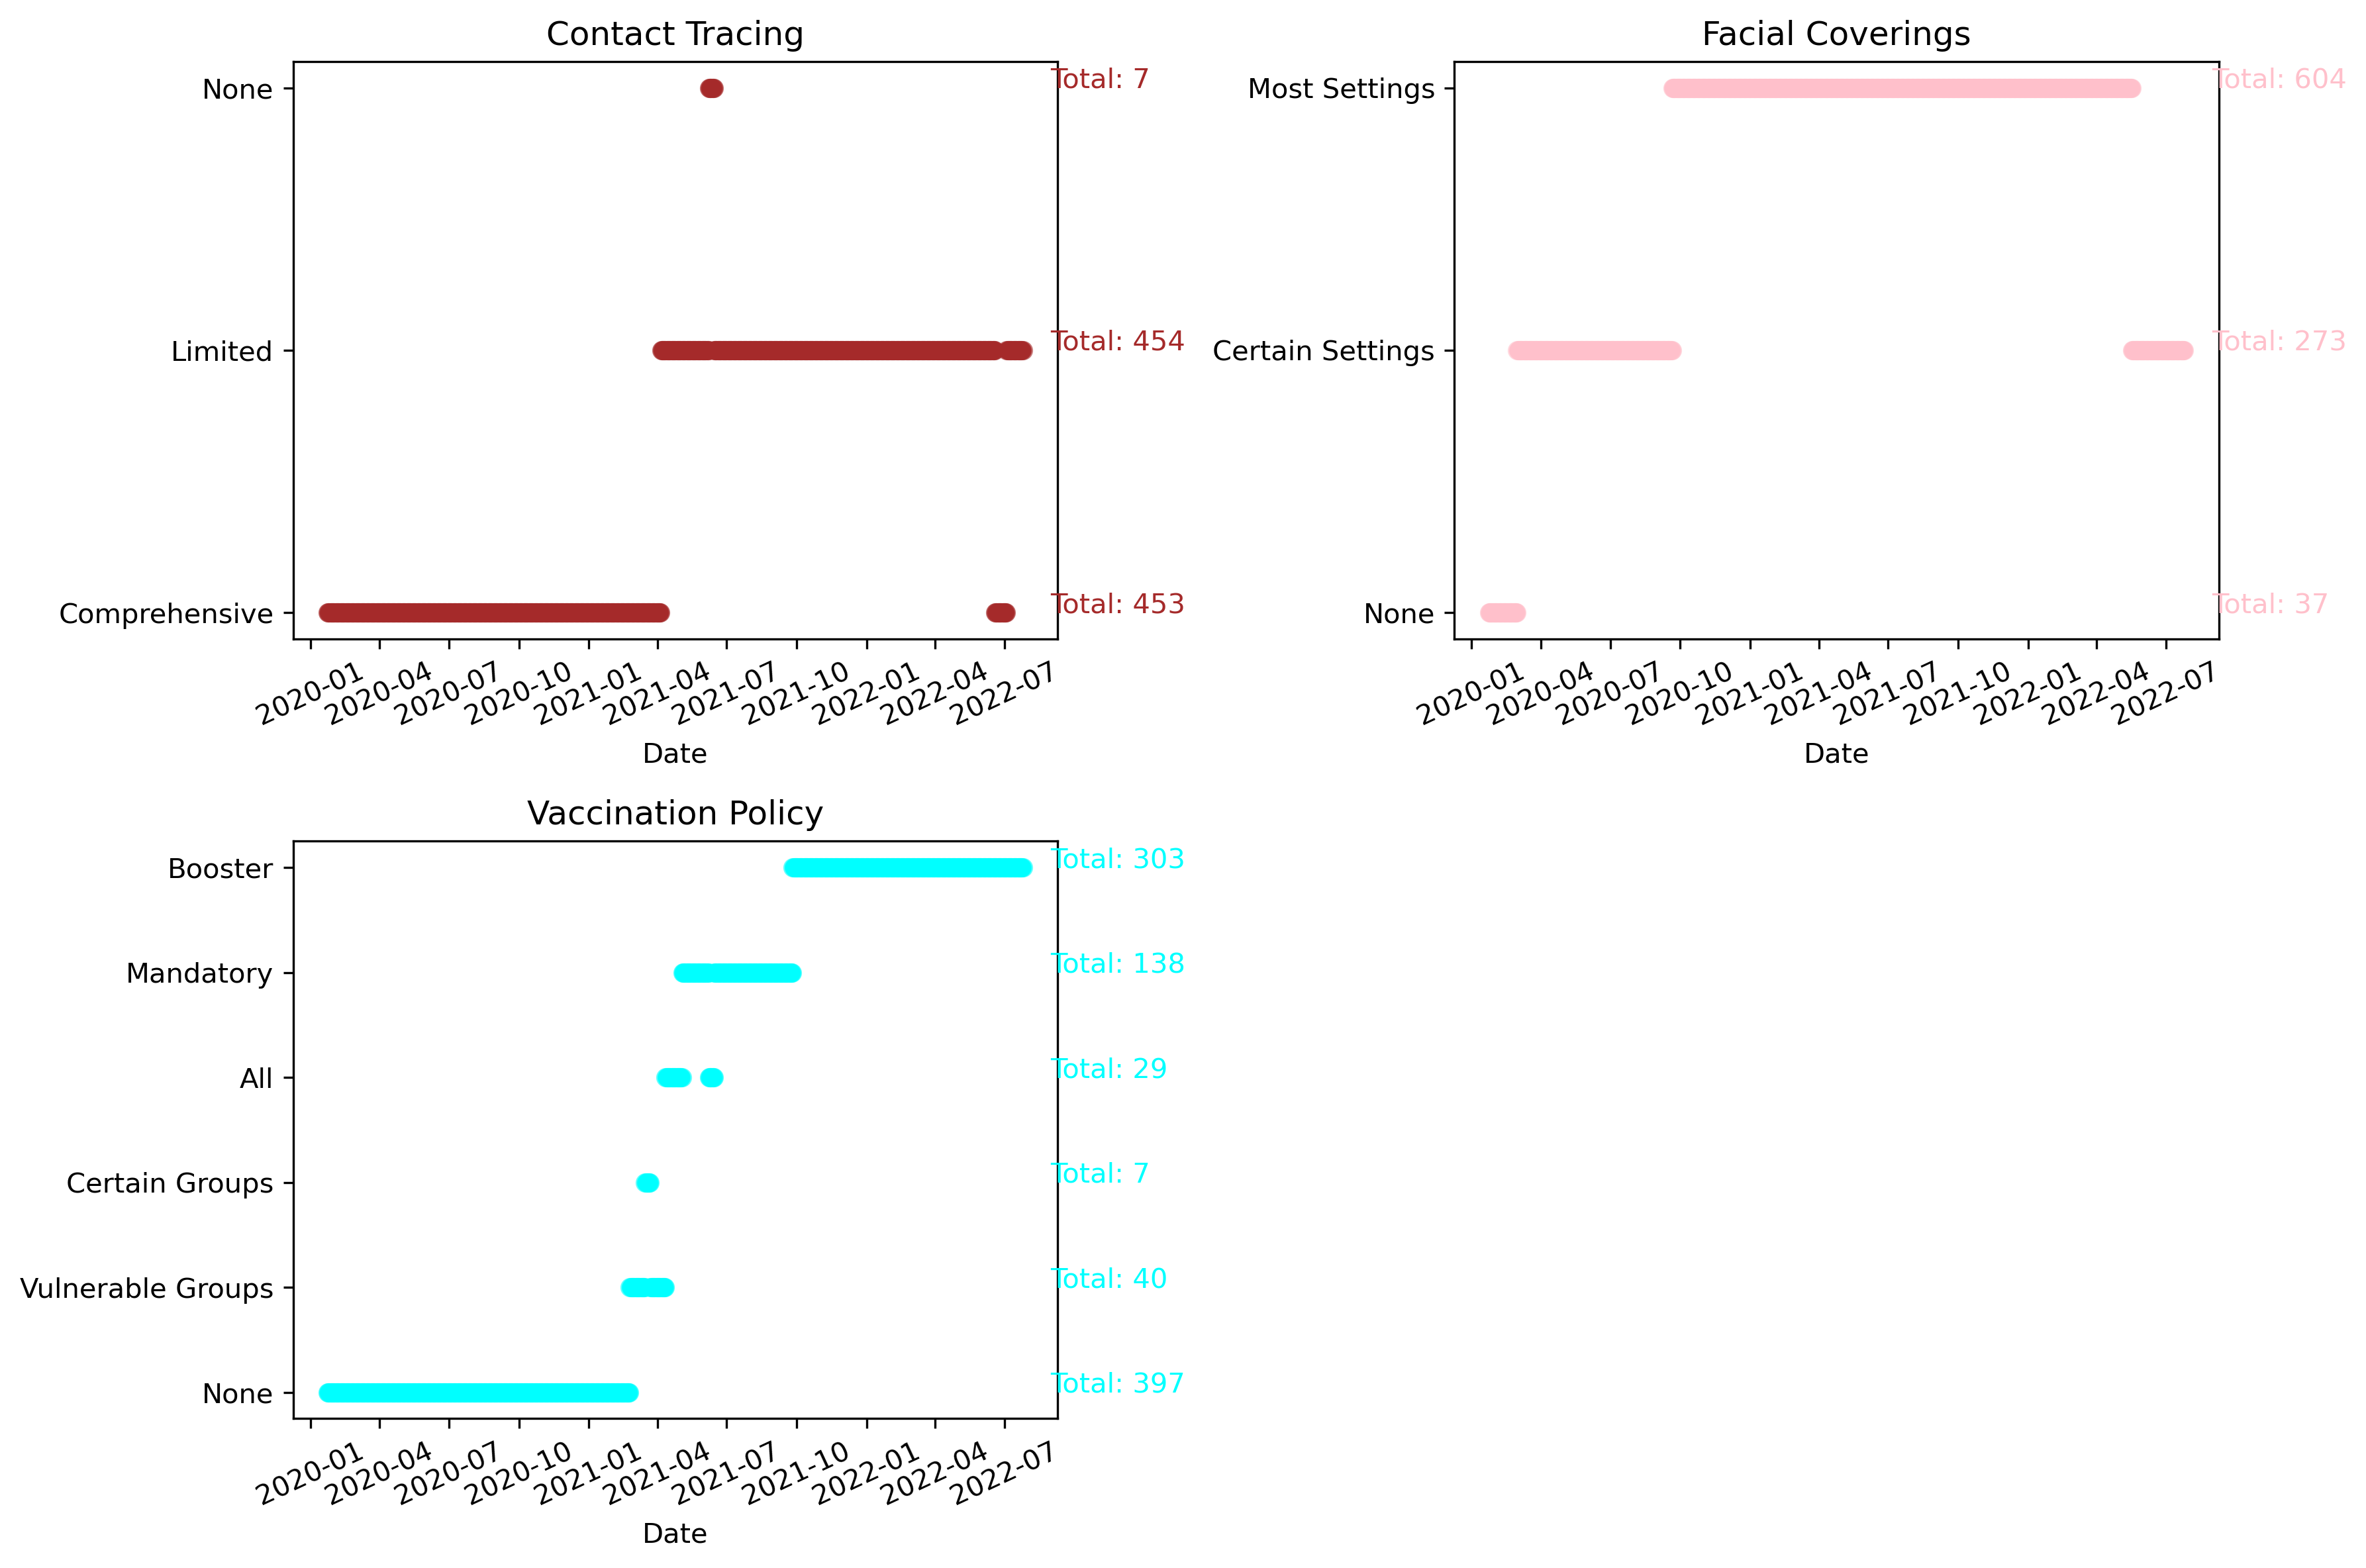 Contact Tracing
None
Total: 7
Limited
Total: 454
Comprehensive
Total: 453
2020-01
2020-04
2020-07
2020-10
2021-01
2021-04
2021-07
2021-10
2022-01
2022-04
2022-07
Date
Facial Coverings
Most Settings
Total: 604
Certain Settings
Total: 273
None
Total: 37
2020-01
2020-04
2020-07
2020-10
2021-01
2021-04
2021-07
2021-10
2022-01
2022-04
2022-07
Date
Vaccination Policy
Booster
Total: 303
Mandatory
Total: 138
All
Total: 29
Certain Groups
Total: 7
Vulnerable Groups
Total: 40
None
Total: 397
2020-01
2020-04
2020-07
2020-10
2021-01
2021-04
2021-07
2021-10
2022-01
2022-04
2022-07
Date